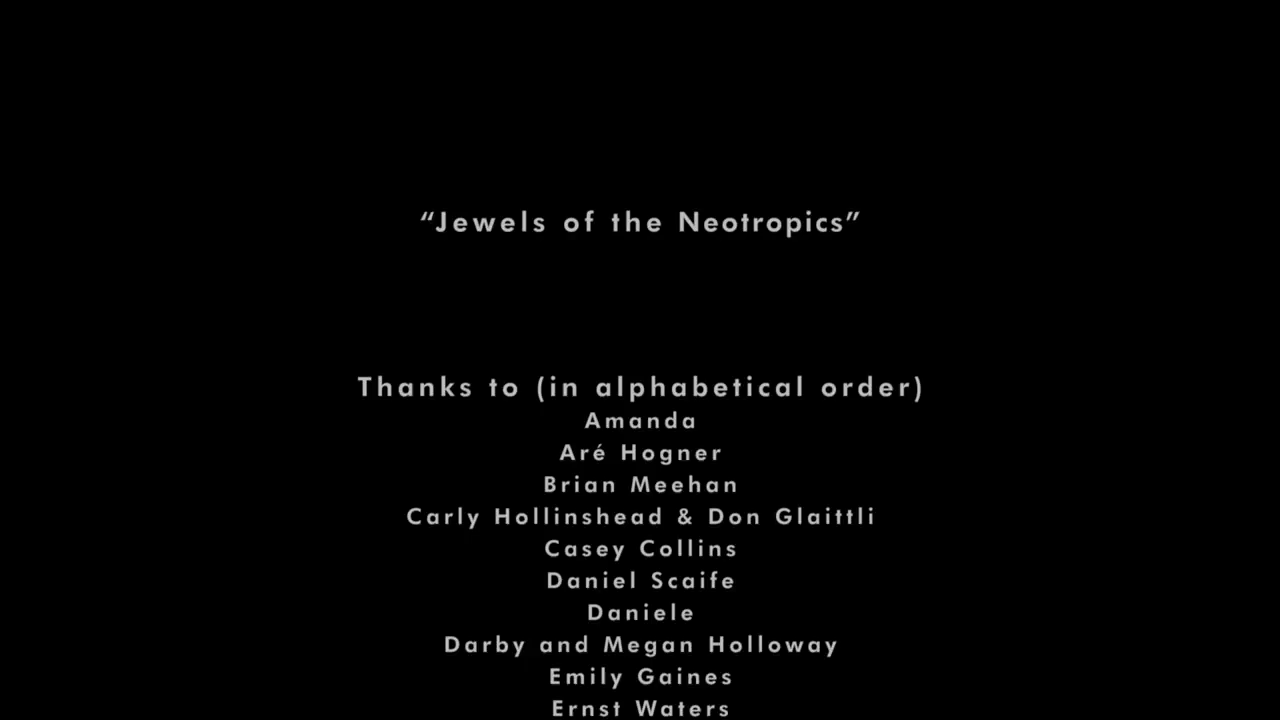 “Jewels of the Neotropics”
Thanks to (in alphabetical order)
Amanda
Aré Hogner
Brian Meehan
Carly Hollinshead & Don Glaittli
Casey Collins
Daniel Scaife
Daniele
Darby and Megan Holloway
Emily Gaines
Ernst Waters